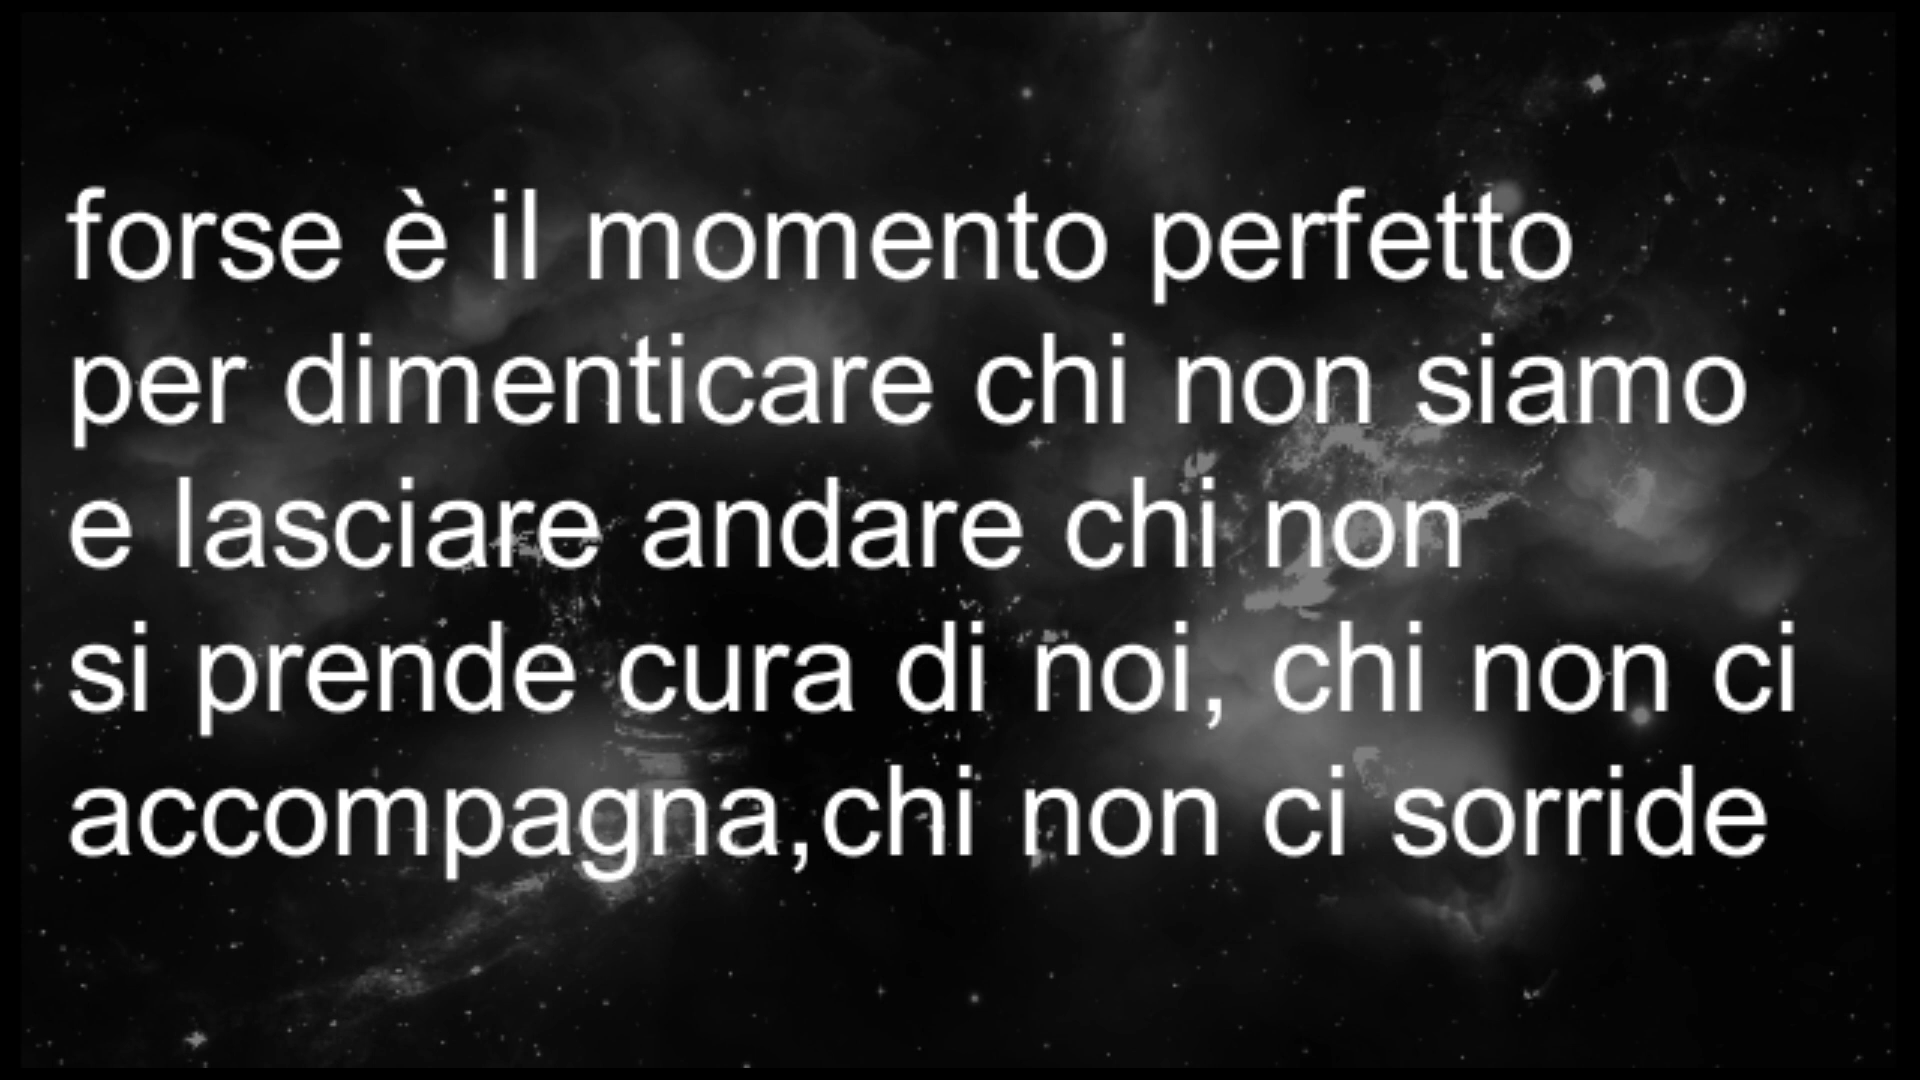 forse è il momento perfetto
per dimenticare chi non siamo
e lasciare andare chi non
si prende cura di noi, chi non ci
accompagna,chi non ci sorride